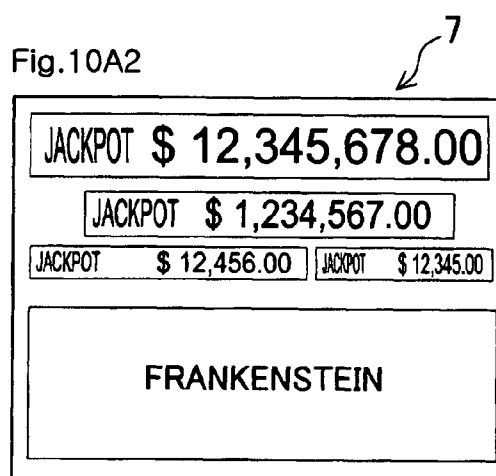 7
Fig.10A2
JACKPOT $ 12,345,678.00
JACKPOT $ 1,234,567.00
JACKPOT $ 12,456.00 JACKPOT $ 12,345.00
FRANKENSTEIN